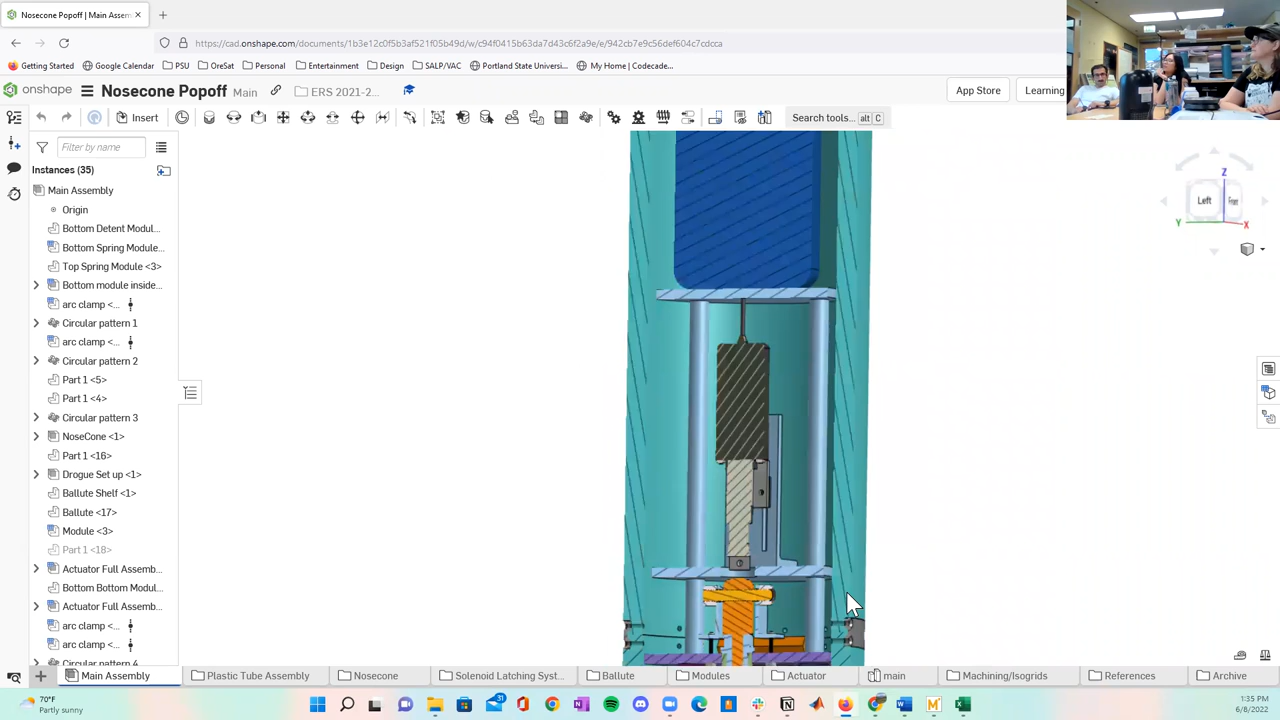 Nosecone Popoff | Main Assem
https://cad.onshape.com/documents/
Getting Started Google Calendar PSU OreSat Personal Entertainment Design SALP/VAC Portland State Universi... My Home | Codecade...
onshape Nosecone Popoff Main ERS 2021-2... App Store Learning
Insert Search tools... alt C
Filter by name
Instances (35)
Main Assembly
Origin
Bottom Detent Modul...
Bottom Spring Module...
Top Spring Module <3>
Bottom module inside...
arc clamp <...
Circular pattern 1
arc clamp <...
Circular pattern 2
Part 1 <5>
Part 1 <4>
Circular pattern 3
NoseCone <1>
Part 1 <16>
Drogue Set up <1>
Ballute Shelf <1>
Ballute <17>
Module <3>
Part 1 <18>
Actuator Full Assemb...
Bottom Bottom Modul...
Actuator Full Assemb...
arc clamp <...
arc clamp <...
Circular pattern 4
Z
Left Front
Y X
Main Assembly Plastic Tube Assembly Nosecone Solenoid Latching Syst... Ballute Modules Actuator main Machining/Isogrids References Archive
70°F
Partly sunny
1:35 PM
6/8/2022